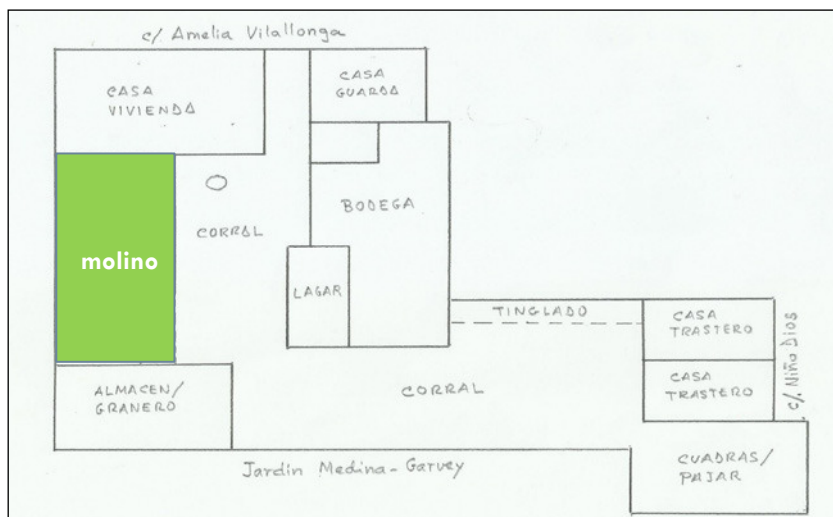 c/ Amelia Vilallonga
CASA
VIVIENDA
CASA
GUARDA
BODEGA
CORRAL
molino
LAGAR
TINGLADO
CASA
TRASTERO
CASA
TRASTERO
c/. Niño Dios
ALMACEN/
GRANERO
CORRAL
CUADRAS/
PAJAR
Jardin Medina-Garvey